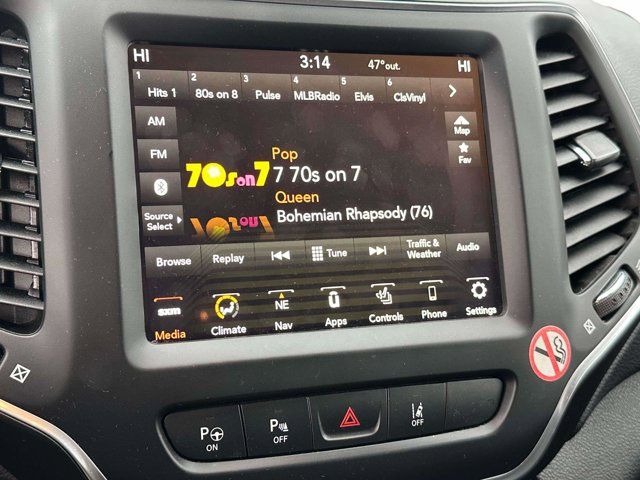 HI 3:14 47°out. HI
1 2 3 4 5 6
Hits 1 80s on 8 Pulse MLBRadio Elvis ClsVinyl
AM
Map
FM
Pop
Fav
70son7 7 70s on 7
Queen
Source
Select
Bohemian Rhapsody (76)
Browse Replay Tune Traffic &
Weather Audio
sxm NE
Media Climate Nav Apps Controls Phone Settings
P ON
P OFF
OFF